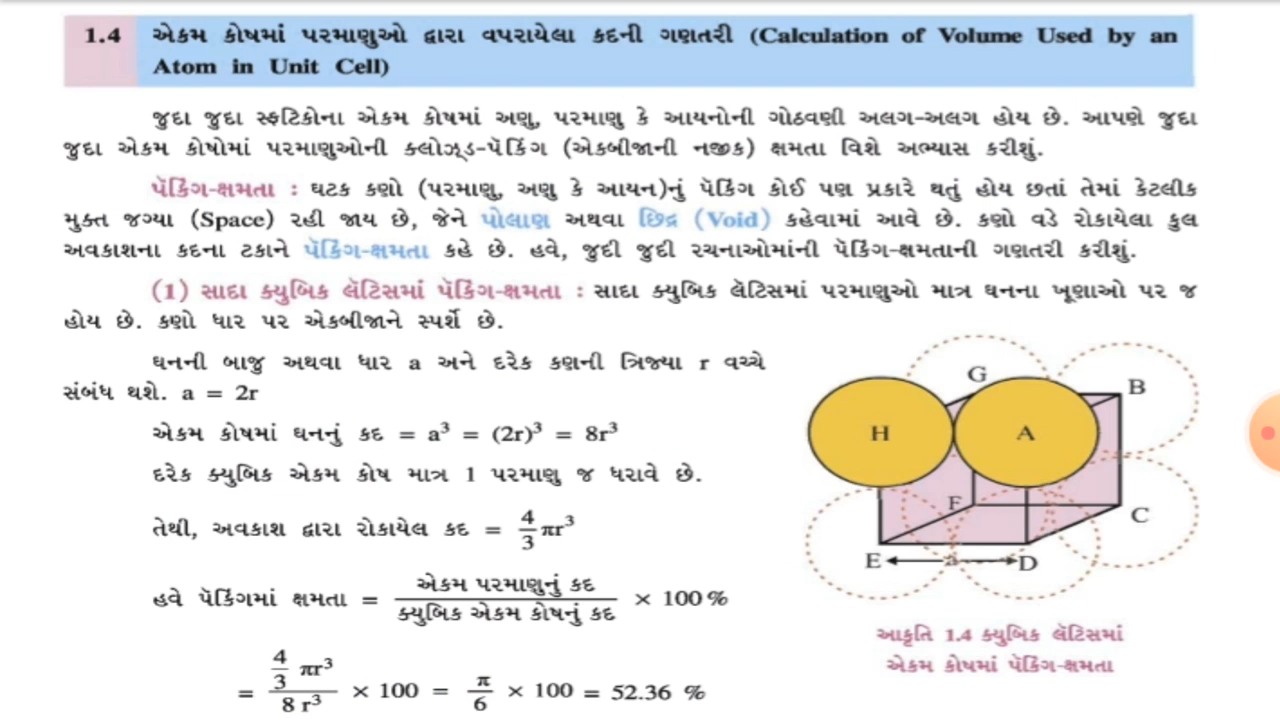 1.4 એકમ કોષમાં પરમાણુઓ દ્વારા વપરાયેલા કદની ગણતરી (Calculation of Volume Used by an
Atom in Unit Cell)
જુદા જુદા સ્ફટિકોના એકમ કોષમાં અણુ, પરમાણુ કે આયનોની ગોઠવણી અલગ-અલગ હોય છે. આપણે જુદા
જુદા એકમ કોષોમાં પરમાણુઓની ક્લોઝ્ડ-પૅકિંગ (એકબીજાની નજીક) ક્ષમતા વિશે અભ્યાસ કરીશું.
પૅકિંગ-ક્ષમતા : ઘટક કણો (પરમાણુ, અણુ કે આયન)નું પૅકિંગ કોઈ પણ પ્રકારે થતું હોય છતાં તેમાં કેટલીક
મુક્ત જગ્યા (Space) રહી જાય છે, જેને પોલાણ અથવા છિદ્ર (Void) કહેવામાં આવે છે. કણો વડે રોકાયેલા કુલ
અવકાશના કદના ટકાને પૅકિંગ-ક્ષમતા કહે છે. હવે, જુદી જુદી રચનાઓમાંની પૅકિંગ-ક્ષમતાની ગણતરી કરીશું.
(1) સાદા ક્યુબિક લૅટિસમાં પૅકિંગ-ક્ષમતા : સાદા ક્યુબિક લૅટિસમાં પરમાણુઓ માત્ર ઘનના ખૂણાઓ પર જ
હોય છે. કણો ધાર પર એકબીજાને સ્પર્શે છે.
ઘનની બાજુ અથવા ધાર a અને દરેક કણની ત્રિજ્યા r વચ્ચે
સંબંધ થશે. a = 2r
એકમ કોષમાં ઘનનું કદ = a³ = (2r)³ = 8r³
દરેક ક્યુબિક એકમ કોષ માત્ર 1 પરમાણુ જ ધરાવે છે.
તેથી, અવકાશ દ્વારા રોકાયેલ કદ = 4/3 πr³
હવે પૅકિંગમાં ક્ષમતા = એકમ પરમાણુનું કદ / ક્યુબિક એકમ કોષનું કદ × 100 %
= 4/3 πr³ / 8 r³ × 100 = π/6 × 100 = 52.36 %
G
B
H
A
F
C
E
a
D
આકૃતિ 1.4 ક્યુબિક લૅટિસમાં
એકમ કોષમાં પૅકિંગ-ક્ષમતા